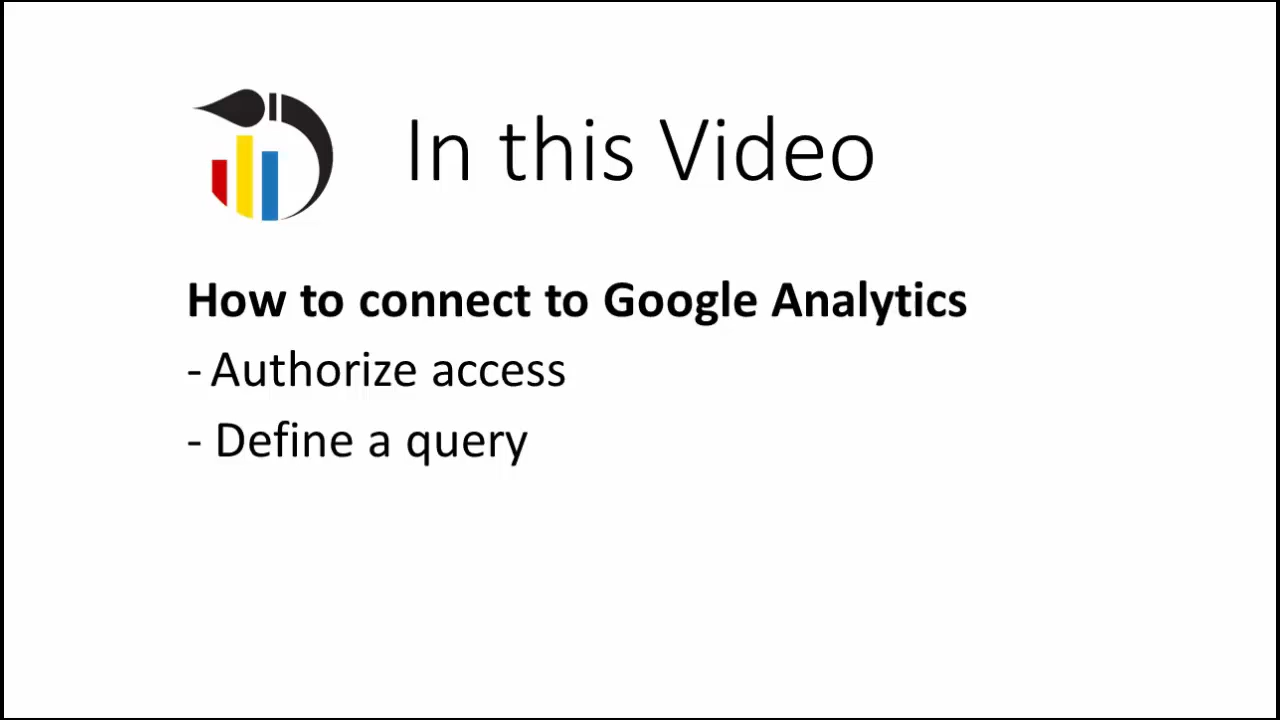 In this Video
How to connect to Google Analytics
- Authorize access
- Define a query